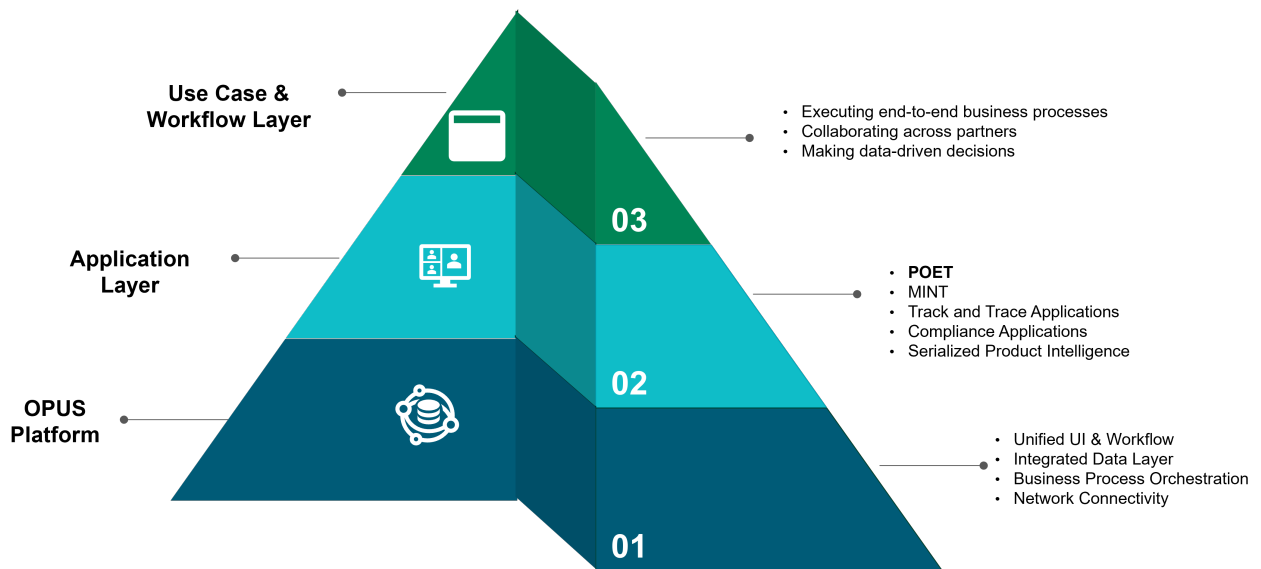 Use Case &
Workflow Layer
• Executing end-to-end business processes
• Collaborating across partners
• Making data-driven decisions
03
Application
Layer
• POET
• MINT
• Track and Trace Applications
• Compliance Applications
• Serialized Product Intelligence
02
OPUS
Platform
• Unified UI & Workflow
• Integrated Data Layer
• Business Process Orchestration
• Network Connectivity
01